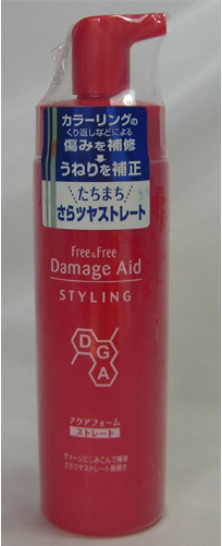 カラーリングの
くり返しなどによる
傷みを補修
うねりを補正
たちまち
さらツヤストレート
Free&Free
Damage Aid
STYLING
DGA
アクアフォーム
ストレート
ダメージにしみこんで補修
さらツヤストレート長続き